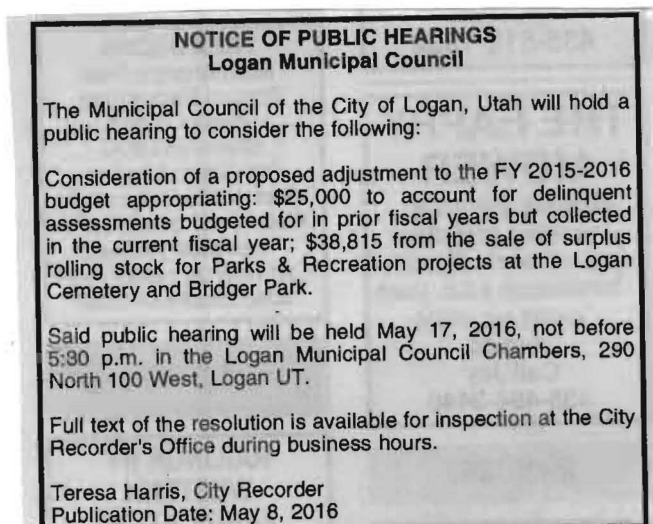 NOTICE OF PUBLIC HEARINGS
Logan Municipal Council
The Municipal Council of the City of Logan, Utah will hold a
public hearing to consider the following:
Consideration of a proposed adjustment to the FY 2015-2016
budget appropriating: $25,000 to account for delinquent
assessments budgeted for in prior fiscal years but collected
in the current fiscal year; $38,815 from the sale of surplus
rolling stock for Parks & Recreation projects at the Logan
Cemetery and Bridger Park.
Said public hearing will be held May 17, 2016, not before
5:30 p.m. in the Logan Municipal Council Chambers, 290
North 100 West, Logan UT.
Full text of the resolution is available for inspection at the City
Recorder's Office during business hours.
Teresa Harris, City Recorder
Publication Date: May 8, 2016